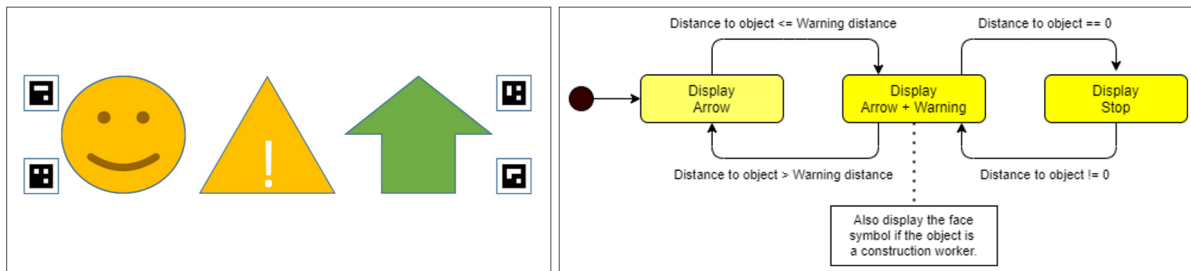 !
Distance to object <= Warning distance
Distance to object == 0
Display
Arrow
Display
Arrow + Warning
Display
Stop
Distance to object > Warning distance
Distance to object != 0
Also display the face
symbol if the object is
a construction worker.